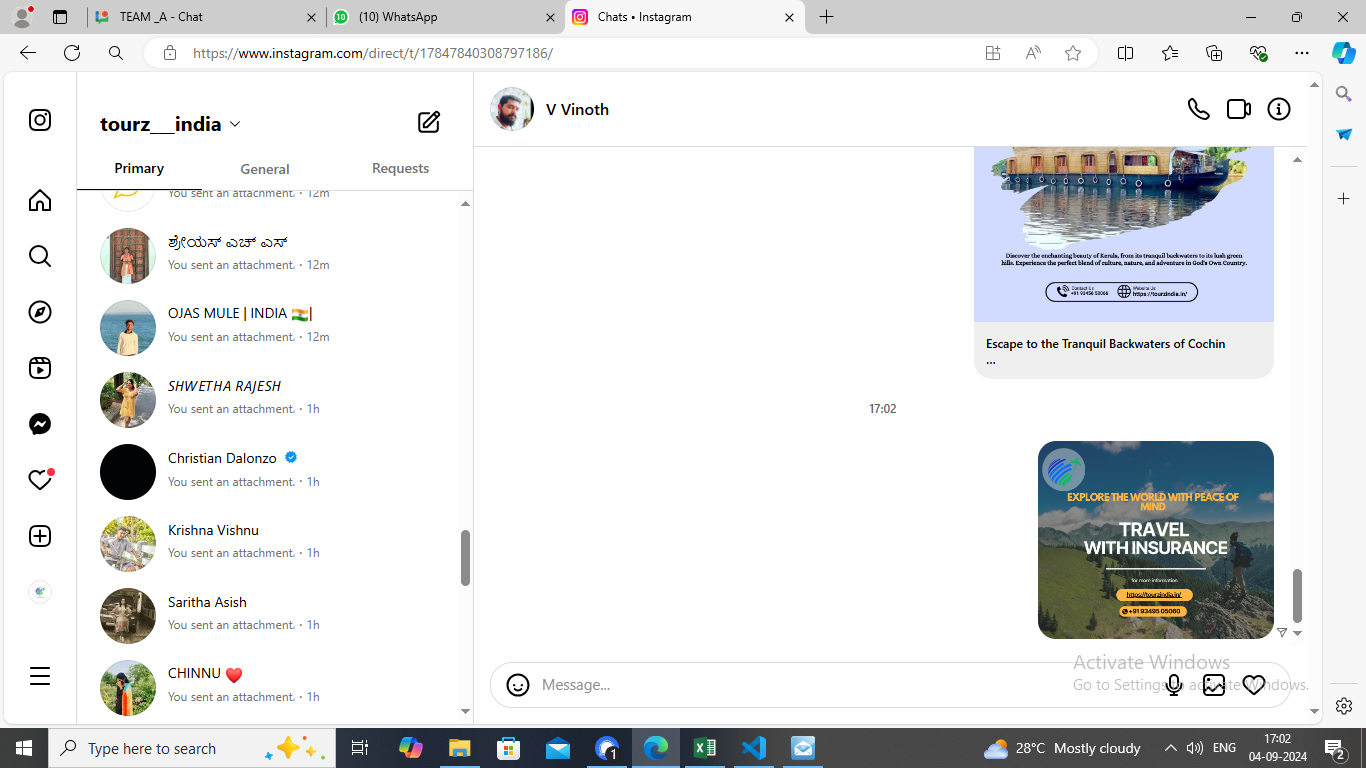 TEAM _A - Chat
(10) WhatsApp
Chats • Instagram
https://www.instagram.com/direct/t/17847840308797186/
tourz___india
Primary
General
Requests
You sent an attachment. · 12m
ಶ್ರೇಯಸ್ ಎಚ್ ಎಸ್
You sent an attachment. · 12m
OJAS MULE | INDIA 🇮🇳|
You sent an attachment. · 12m
SHWETHA RAJESH
You sent an attachment. · 1h
Christian Dalonzo
You sent an attachment. · 1h
Krishna Vishnu
You sent an attachment. · 1h
Saritha Asish
You sent an attachment. · 1h
CHINNU ❤️
You sent an attachment. · 1h
V Vinoth
Discover the enchanting beauty of Kerala, from its tranquil backwaters to its lush green
hills. Experience the perfect blend of culture, nature, and adventure in God's Own Country.
Contact Us
Website Us
https://tourzindia.in/
Escape to the Tranquil Backwaters of Cochin
...
17:02
EXPLORE THE WORLD WITH PEACE OF
MIND
TRAVEL
WITH INSURANCE
for more information
https://tourzindia.in/
+91 93495 05060
Message...
Activate Windows
Go to Settings to activate Windows.
Type here to search
28°C Mostly cloudy
ENG
17:02
04-09-2024
2